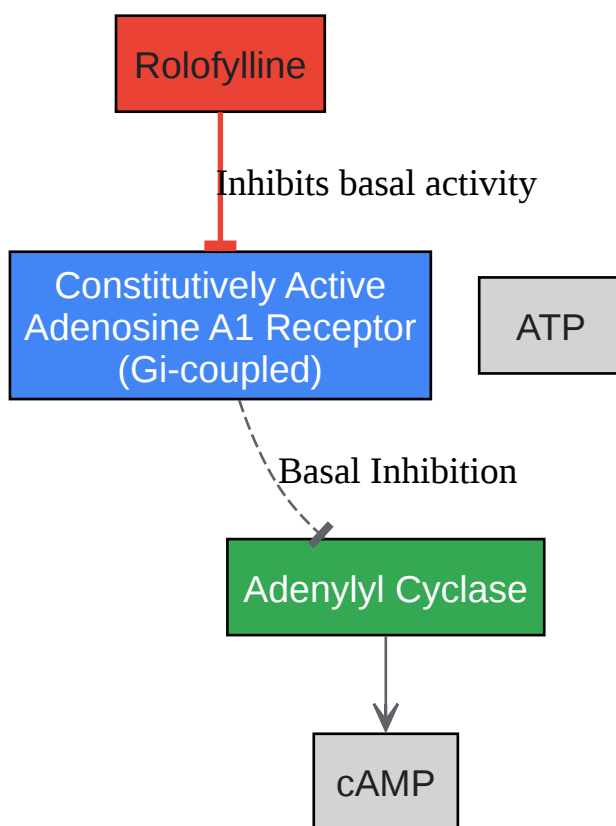 Rolofylline
Inhibits basal activity
Constitutively Active
Adenosine A1 Receptor
(Gi-coupled)
ATP
Basal Inhibition
Adenylyl Cyclase
cAMP